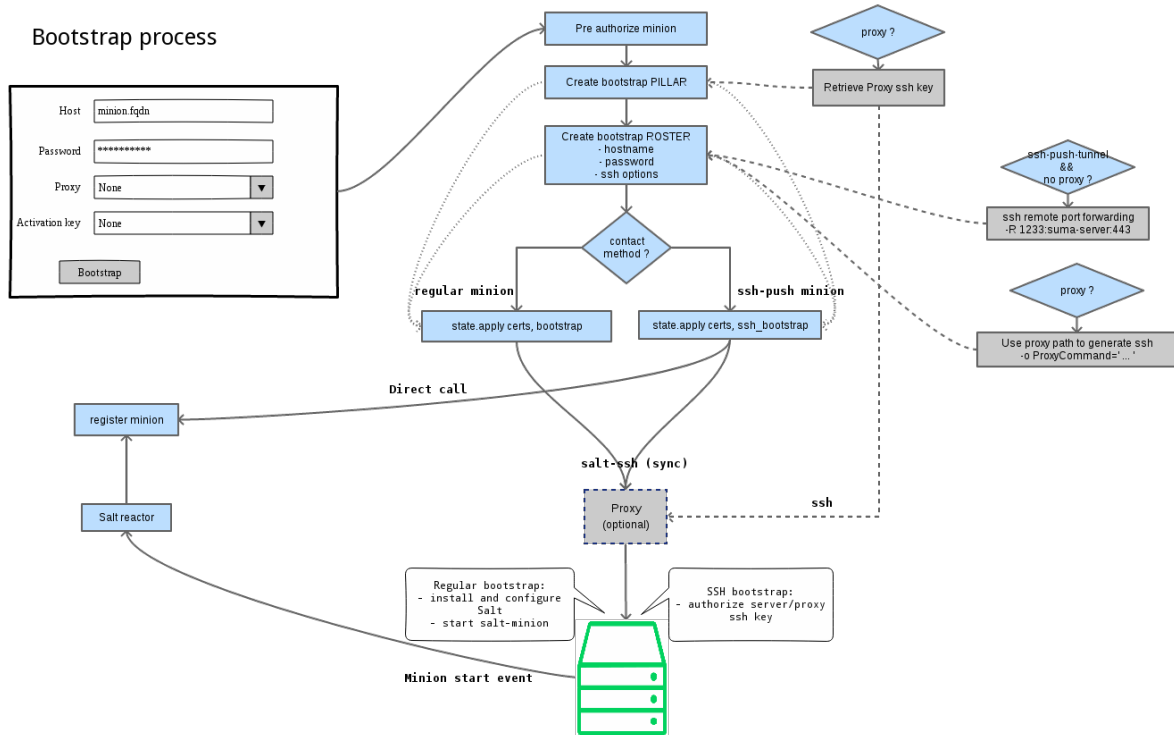 Bootstrap process
Host
minion.fqdn
Password
**********
Proxy
None
Activation key
None
Bootstrap
Pre authorize minion
Create bootstrap PILLAR
Create bootstrap ROSTER
- hostname
- password
- ssh options
contact
method ?
regular minion
ssh-push minion
state.apply certs, bootstrap
state.apply certs, ssh_bootstrap
proxy ?
Retrieve Proxy ssh key
ssh-push-tunnel
&&
no proxy ?
ssh remote port forwarding
-R 1233:suma-server:443
proxy ?
Use proxy path to generate ssh
-o ProxyCommand=' ... '
Direct call
register minion
salt-ssh (sync)
Salt reactor
Proxy
(optional)
ssh
Regular bootstrap:
- install and configure
Salt
- start salt-minion
SSH bootstrap:
- authorize server/proxy
ssh key
Minion start event